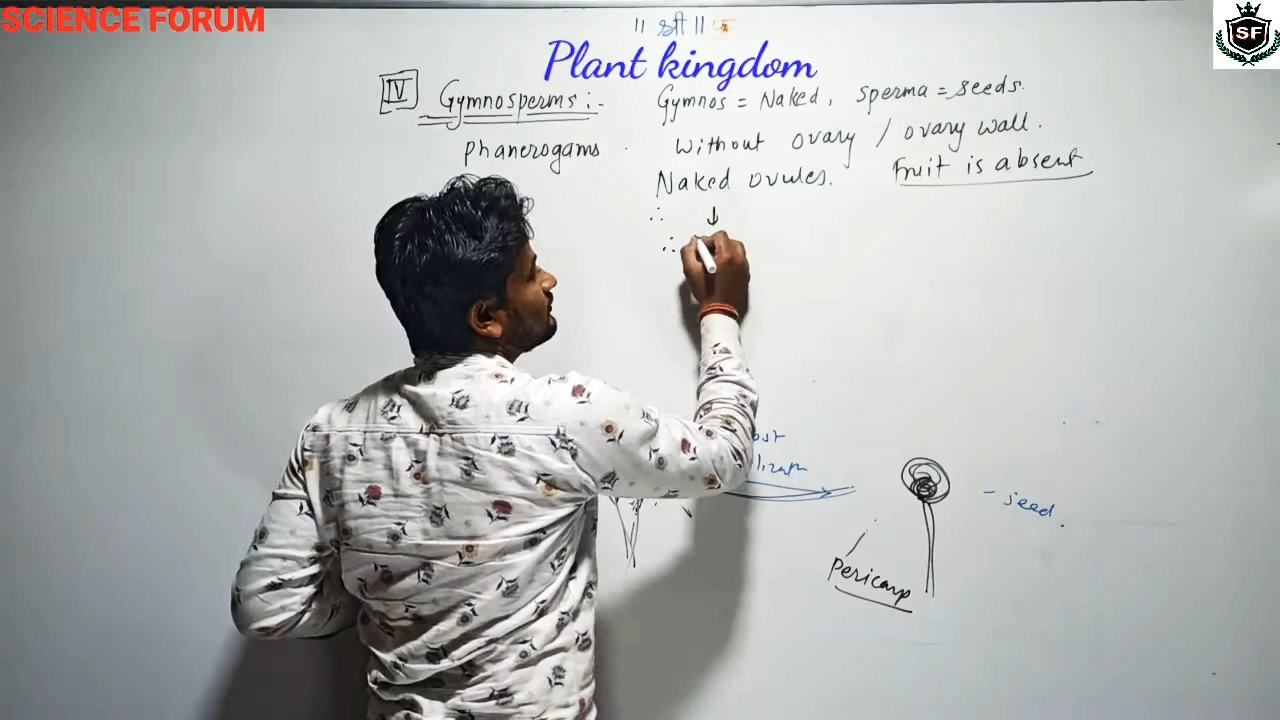 SCIENCE FORUM
SF
॥ श्री ॥
Plant kingdom
IV Gymnosperms :- Gymnos = Naked, sperma = seeds.
Phanerogams . Without ovary / ovary wall.
Naked ovules. Fruit is absent
∴ ↓
∴
- seed.
Pericarp